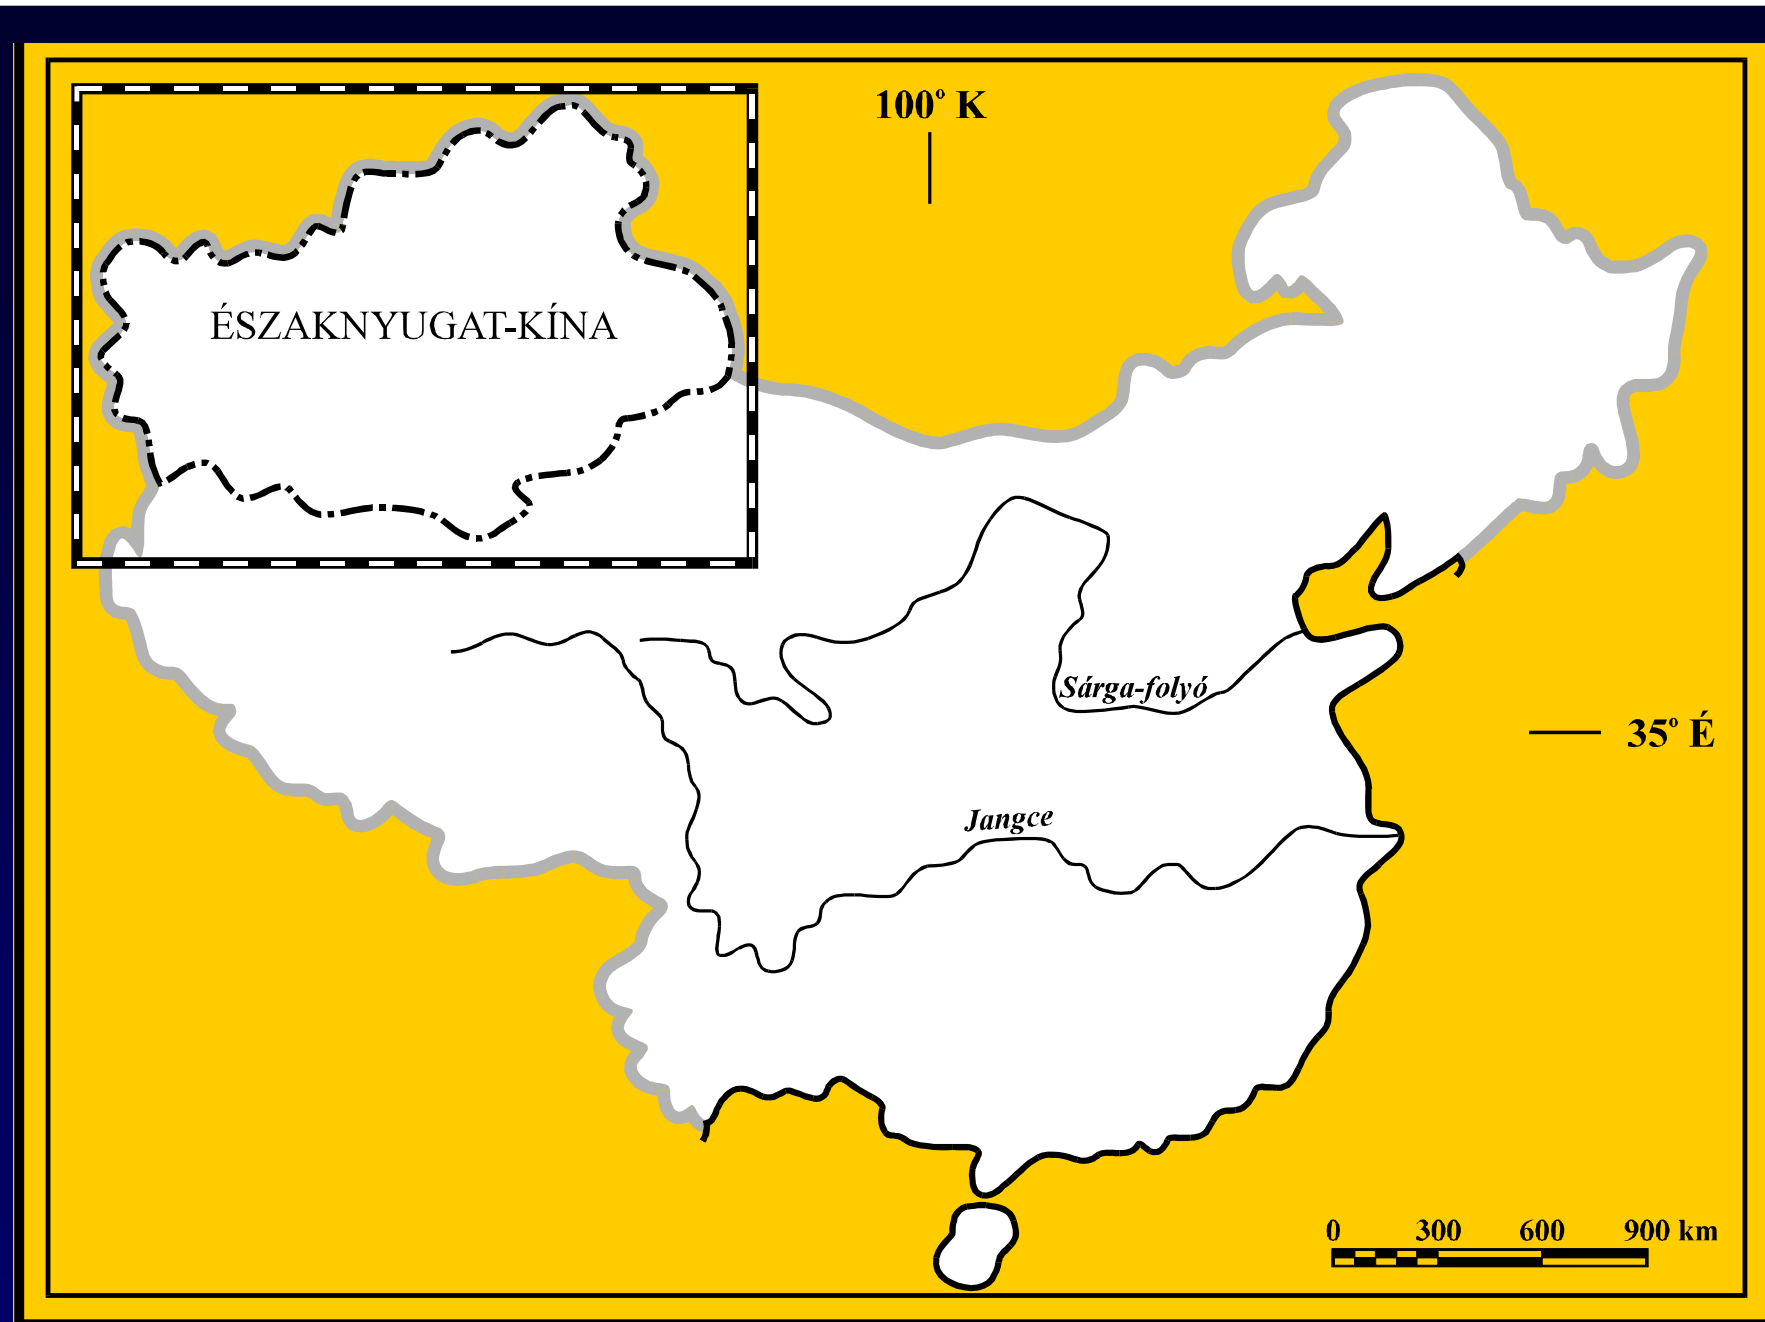 100° K
ÉSZAKNYUGAT-KÍNA
Sárga-folyó
35° É
Jangce
0 300 600 900 km